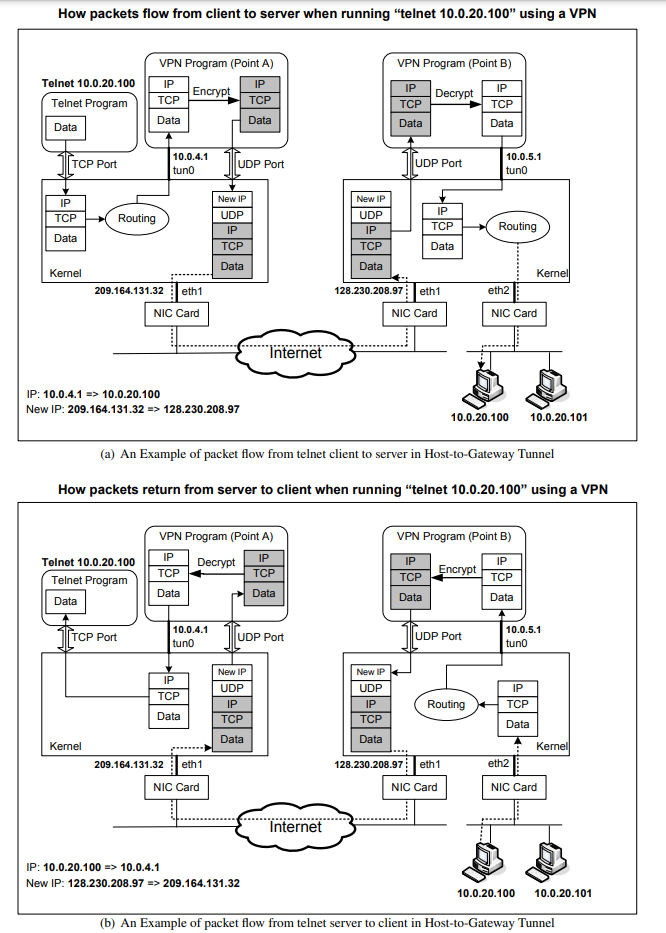 How packets flow from client to server when running “telnet 10.0.20.100” using a VPN
VPN Program (Point A)
VPN Program (Point B)
Telnet 10.0.20.100
Telnet Program
Data
IP
TCP
Data
Encrypt
IP
TCP
Data
IP
TCP
Data
Decrypt
IP
TCP
Data
TCP Port
10.0.4.1
tun0
UDP Port
UDP Port
10.0.5.1
tun0
IP
TCP
Data
Routing
New IP
UDP
IP
TCP
Data
Kernel
New IP
UDP
IP
TCP
Data
IP
TCP
Data
Routing
Kernel
209.164.131.32
eth1
128.230.208.97
eth1
eth2
NIC Card
NIC Card
NIC Card
Internet
10.0.20.100
10.0.20.101
IP: 10.0.4.1 => 10.0.20.100
New IP: 209.164.131.32 => 128.230.208.97
(a) An Example of packet flow from telnet client to server in Host-to-Gateway Tunnel
How packets return from server to client when running “telnet 10.0.20.100” using a VPN
VPN Program (Point A)
VPN Program (Point B)
Telnet 10.0.20.100
Telnet Program
Data
IP
TCP
Data
Decrypt
IP
TCP
Data
IP
TCP
Data
Encrypt
IP
TCP
Data
TCP Port
10.0.4.1
tun0
UDP Port
UDP Port
10.0.5.1
tun0
IP
TCP
Data
New IP
UDP
IP
TCP
Data
Kernel
New IP
UDP
IP
TCP
Data
Routing
IP
TCP
Data
Kernel
209.164.131.32
eth1
128.230.208.97
eth1
eth2
NIC Card
NIC Card
NIC Card
Internet
10.0.20.100
10.0.20.101
IP: 10.0.20.100 => 10.0.4.1
New IP: 128.230.208.97 => 209.164.131.32
(b) An Example of packet flow from telnet server to client in Host-to-Gateway Tunnel